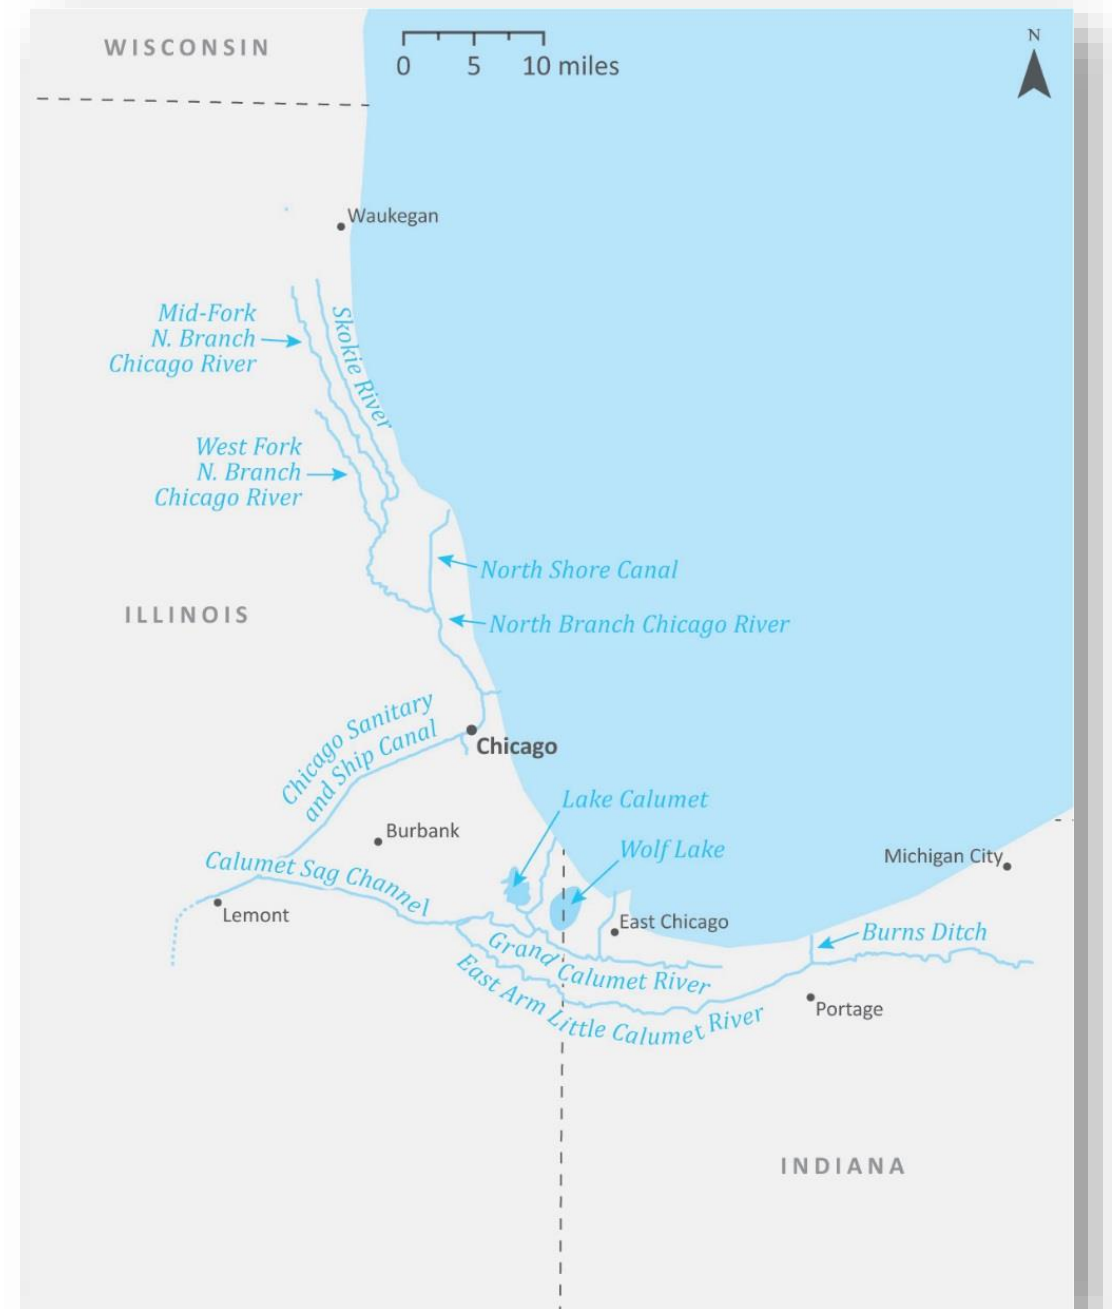 WISCONSIN
0 5 10 miles
N
Waukegan
Mid-Fork
N. Branch
Chicago River
Skokie River
West Fork
N. Branch
Chicago River
North Shore Canal
ILLINOIS
North Branch Chicago River
Chicago Sanitary
and Ship Canal
Chicago
Lake Calumet
Burbank
Wolf Lake
Michigan City
Calumet Sag Channel
Lemont
East Chicago
Burns Ditch
Grand Calumet River
East Arm Little Calumet River
Portage
INDIANA